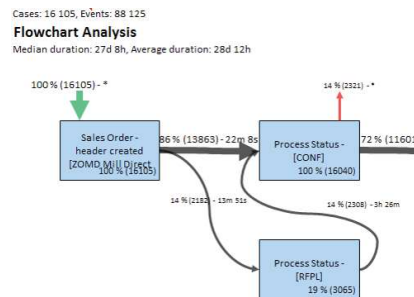 Cases: 16 105, Events: 88 125
Flowchart Analysis
Median duration: 27d 8h, Average duration: 28d 12h
100 % (16105) - *
14 % (2321) - *
Sales Order -
header created
[ZOMD Mill Direct
100 % (16105)
86 % (13863) - 22m 8s
Process Status -
[CONF]
100 % (16040)
72 % (11601
14 % (2182) - 13m 51s
14 % (2308) - 3h 26m
Process Status -
[RFPL]
19 % (3065)